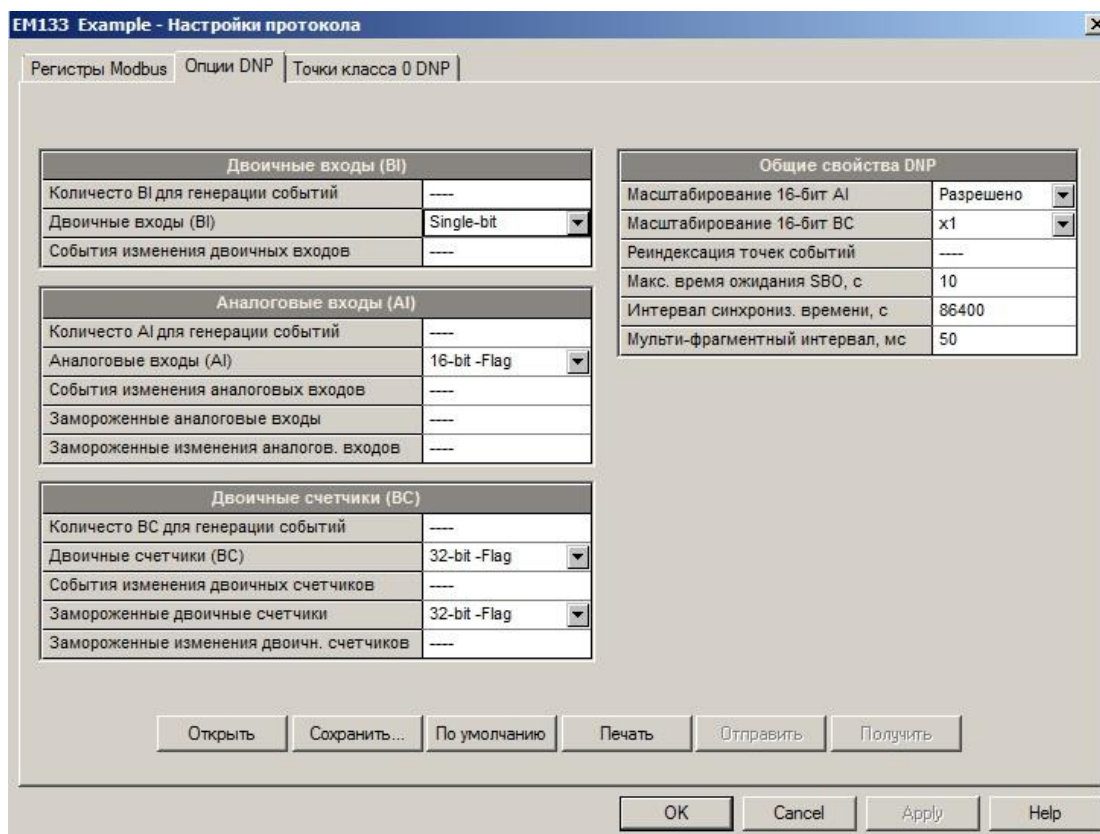 EM133 Example - Настройки протокола
Регистры Modbus Опции DNP Точки класса 0 DNP
Двоичные входы (BI)
Количесто BI для генерации событий ----
Двоичные входы (BI) Single-bit
События изменения двоичных входов ----
Аналоговые входы (AI)
Количесто AI для генерации событий ----
Аналоговые входы (AI) 16-bit -Flag
События изменения аналоговых входов ----
Замороженные аналоговые входы ----
Замороженные изменения аналогов. входов ----
Двоичные счетчики (BC)
Количесто BC для генерации событий ----
Двоичные счетчики (BC) 32-bit -Flag
События изменения двоичных счетчиков ----
Замороженные двоичные счетчики 32-bit -Flag
Замороженные изменения двоичн. счетчиков ----
Общие свойства DNP
Масштабирование 16-бит AI Разрешено
Масштабирование 16-бит BC x1
Реиндексация точек событий ----
Макс. время ожидания SBO, с 10
Интервал синхрониз. времени, с 86400
Мульти-фрагментный интервал, мс 50
Открыть Сохранить... По умолчанию Печать Отправить Получить
OK Cancel Apply Help